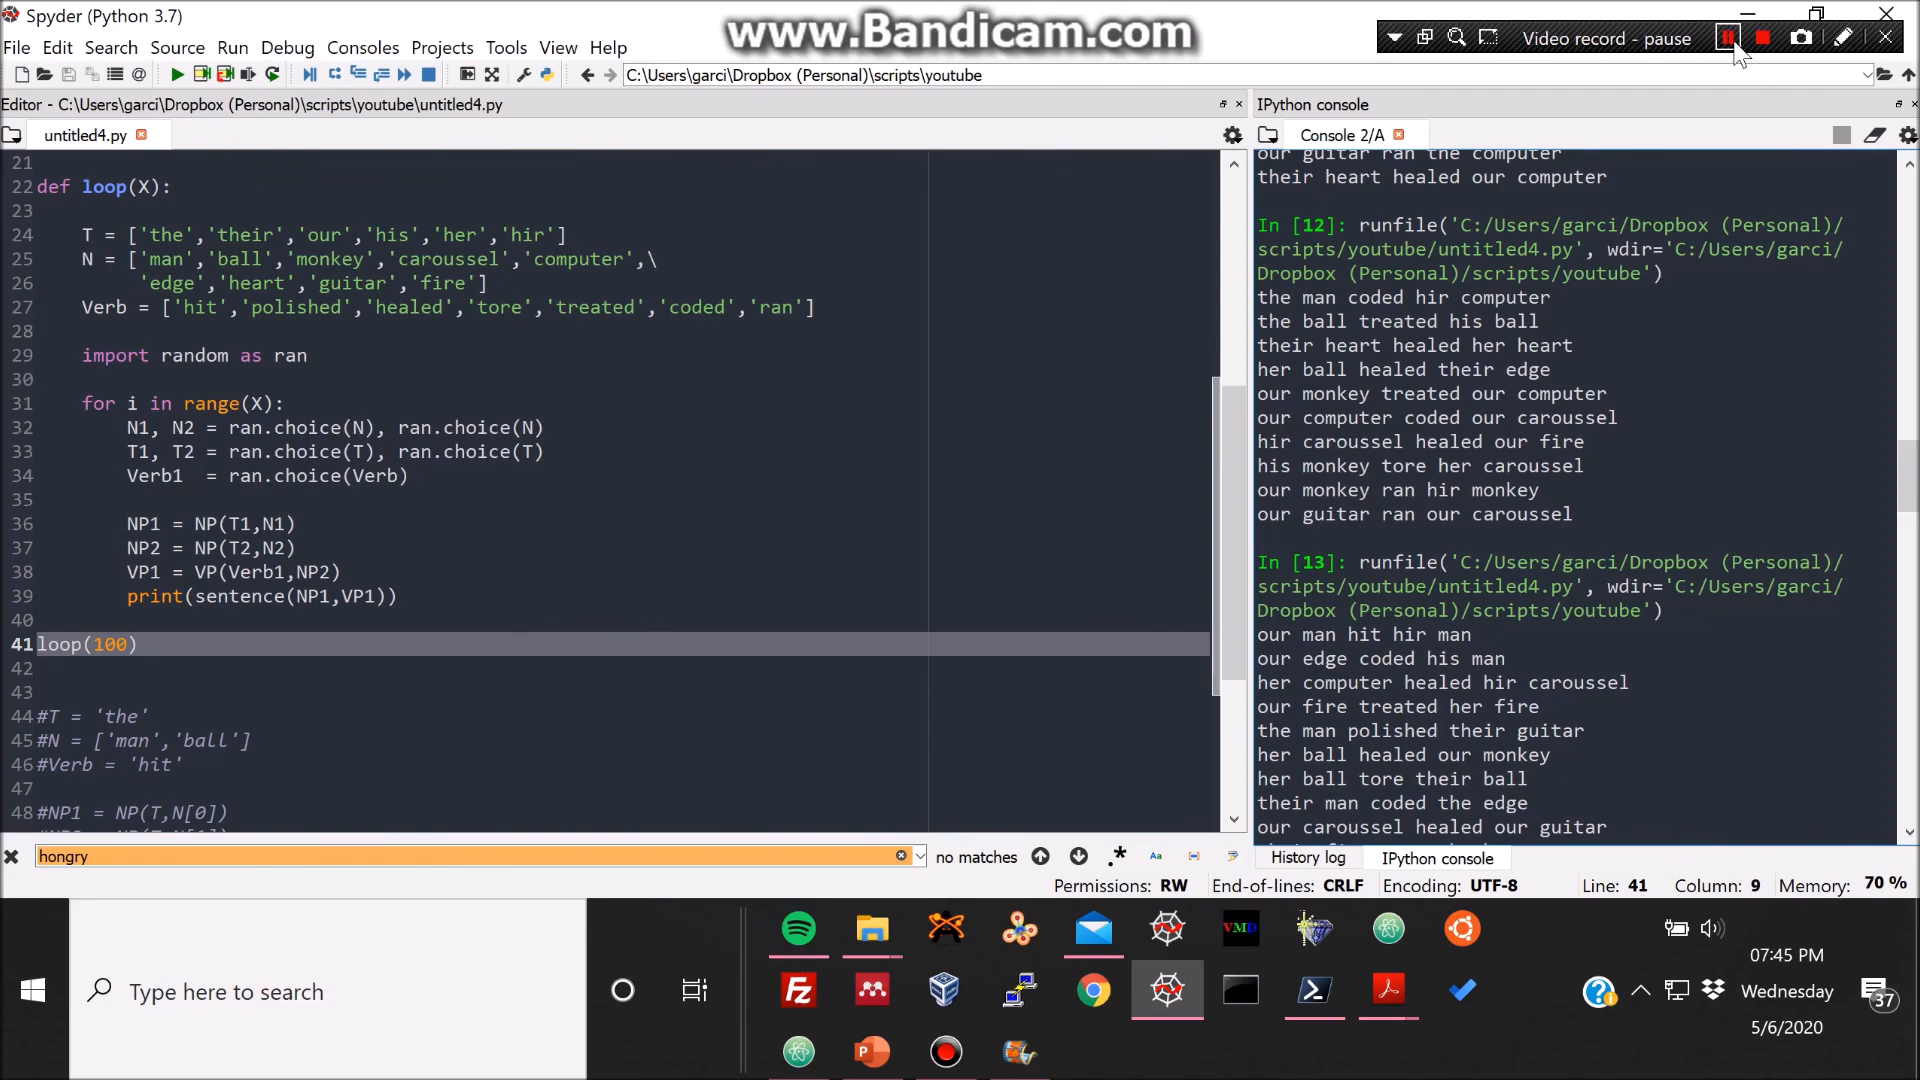 Spyder (Python 3.7)
www.Bandicam.com
Video record - pause
File Edit Search Source Run Debug Consoles Projects Tools View Help
C:\Users\garci\Dropbox (Personal)\scripts\youtube
Editor - C:\Users\garci\Dropbox (Personal)\scripts\youtube\untitled4.py
untitled4.py
21
22 def loop(X):
23
24 T = ['the','their','our','his','her','hir']
25 N = ['man','ball','monkey','caroussel','computer',\
26 'edge','heart','guitar','fire']
27 Verb = ['hit','polished','healed','tore','treated','coded','ran']
28
29 import random as ran
30
31 for i in range(X):
32 N1, N2 = ran.choice(N), ran.choice(N)
33 T1, T2 = ran.choice(T), ran.choice(T)
34 Verb1 = ran.choice(Verb)
35
36 NP1 = NP(T1,N1)
37 NP2 = NP(T2,N2)
38 VP1 = VP(Verb1,NP2)
39 print(sentence(NP1,VP1))
40
41 loop(100)
42
43
44 #T = 'the'
45 #N = ['man','ball']
46 #Verb = 'hit'
47
48 #NP1 = NP(T,N[0])
hongry
no matches
.*
Aa
IPython console
Console 2/A
our guitar ran the computer
their heart healed our computer
In [12]: runfile('C:/Users/garci/Dropbox (Personal)/
scripts/youtube/untitled4.py', wdir='C:/Users/garci/
Dropbox (Personal)/scripts/youtube')
the man coded hir computer
the ball treated his ball
their heart healed her heart
her ball healed their edge
our monkey treated our computer
our computer coded our caroussel
hir caroussel healed our fire
his monkey tore her caroussel
our monkey ran hir monkey
our guitar ran our caroussel
In [13]: runfile('C:/Users/garci/Dropbox (Personal)/
scripts/youtube/untitled4.py', wdir='C:/Users/garci/
Dropbox (Personal)/scripts/youtube')
our man hit hir man
our edge coded his man
her computer healed hir caroussel
our fire treated her fire
the man polished their guitar
her ball healed our monkey
her ball tore their ball
their man coded the edge
our caroussel healed our guitar
History log IPython console
Permissions: RW End-of-lines: CRLF Encoding: UTF-8 Line: 41 Column: 9 Memory: 70 %
Type here to search
VMD
Fz
P
07:45 PM
Wednesday
5/6/2020
37